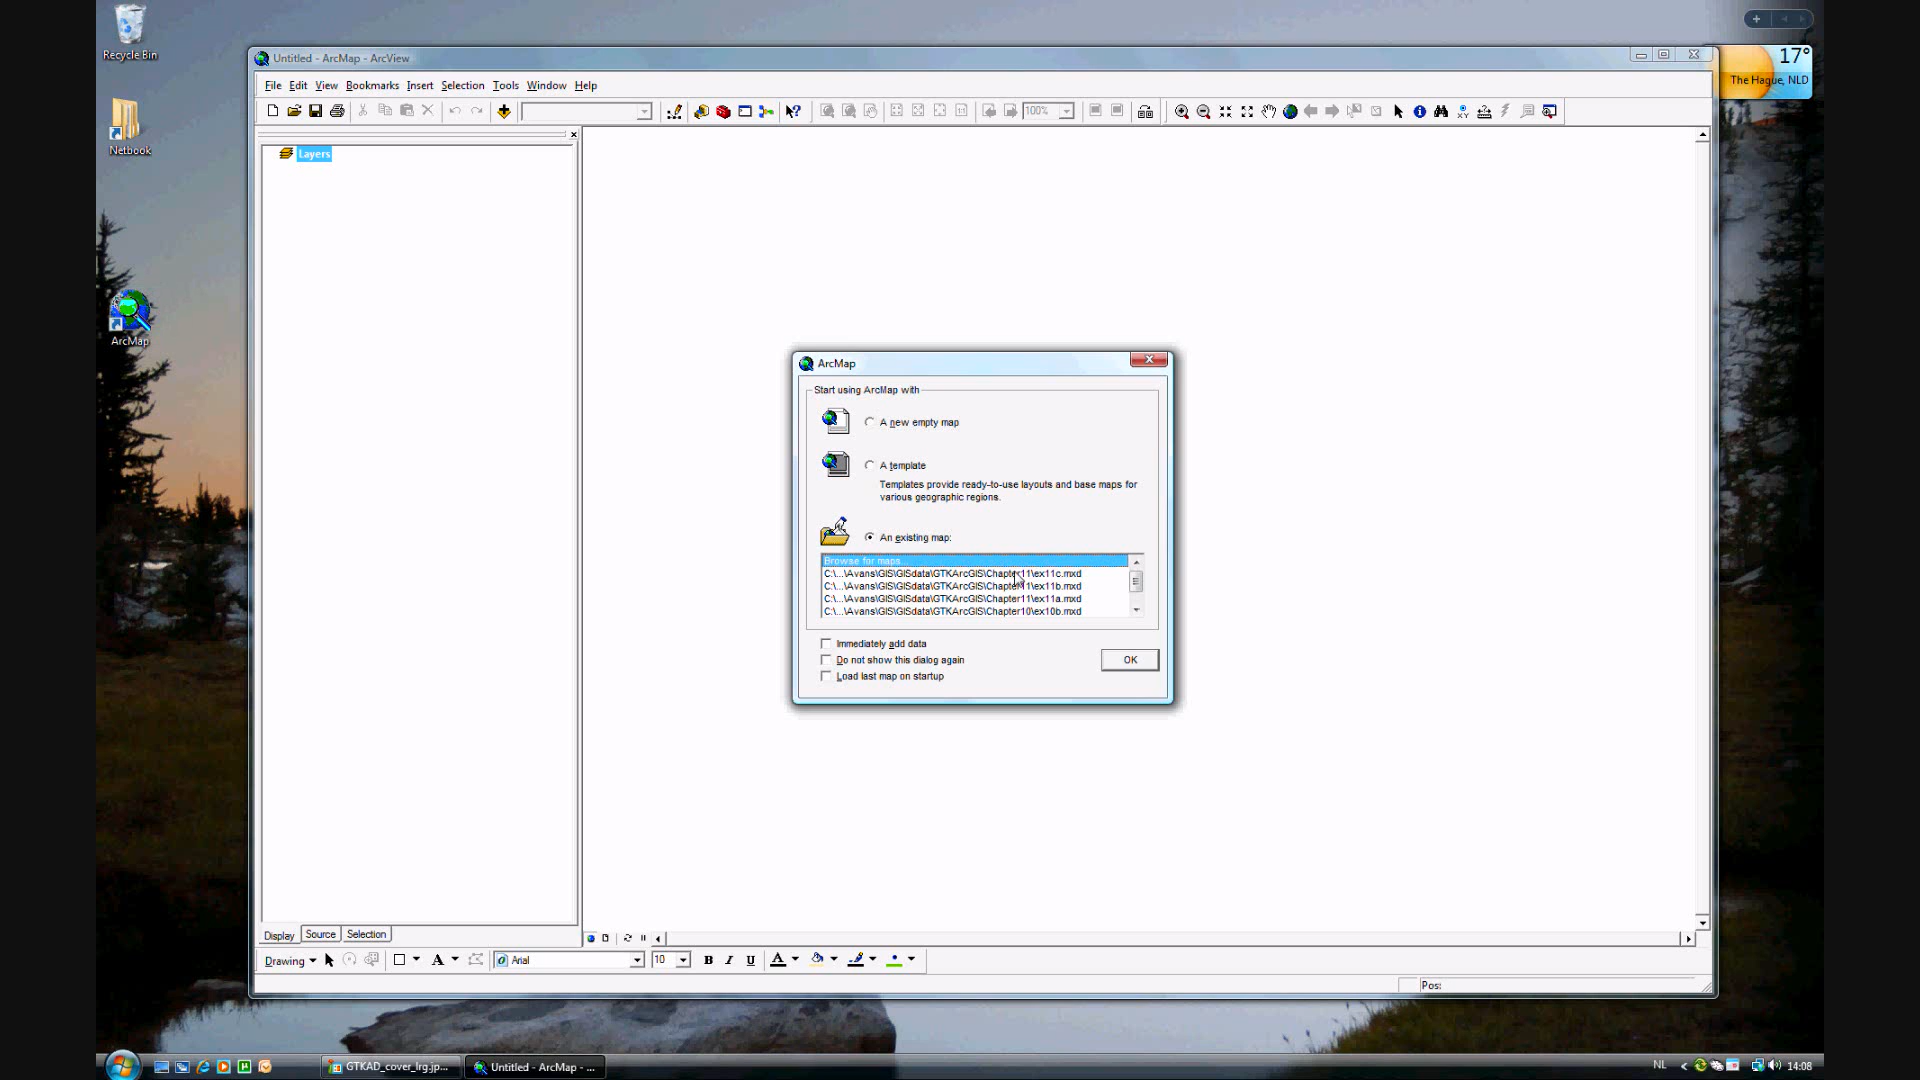 Recycle Bin
Netbook
ArcMap
17°
The Hague, NLD
Untitled - ArcMap - ArcView
File Edit View Bookmarks Insert Selection Tools Window Help
100%
Layers
ArcMap
Start using ArcMap with
A new empty map
A template
Templates provide ready-to-use layouts and base maps for
various geographic regions.
An existing map:
Browse for maps...
C:\...\Avans\GIS\GISdata\GTKArcGIS\Chapter11\ex11c.mxd
C:\...\Avans\GIS\GISdata\GTKArcGIS\Chapter11\ex11b.mxd
C:\...\Avans\GIS\GISdata\GTKArcGIS\Chapter11\ex11a.mxd
C:\...\Avans\GIS\GISdata\GTKArcGIS\Chapter10\ex10b.mxd
Immediately add data
Do not show this dialog again
OK
Load last map on startup
Display Source Selection
Drawing A Arial 10 B I U A
Pos:
GTKAD_cover_lrg.jp...
Untitled - ArcMap - ...
NL
14:08